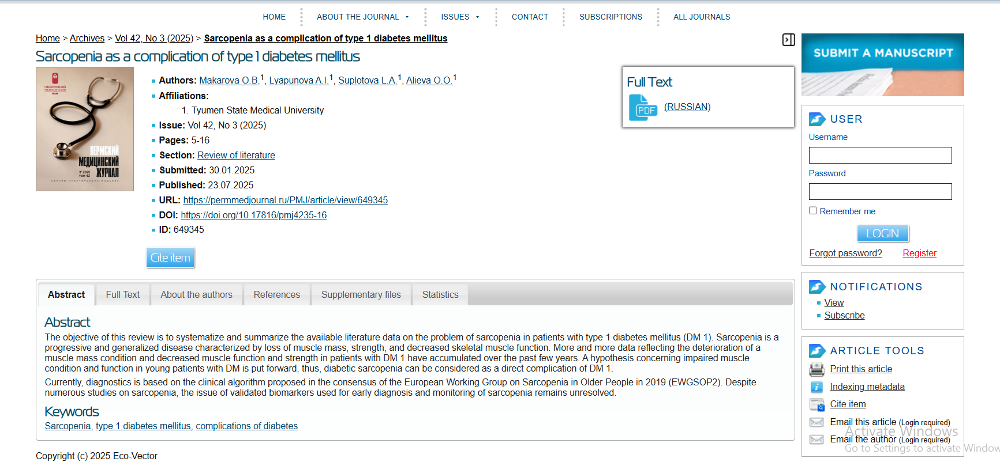 HOME
ABOUT THE JOURNAL
ISSUES
CONTACT
SUBSCRIPTIONS
ALL JOURNALS
Home > Archives > Vol 42, No 3 (2025) > Sarcopenia as a complication of type 1 diabetes mellitus
Sarcopenia as a complication of type 1 diabetes mellitus
ПЕРМСКИЙ
МЕДИЦИНСКИЙ
ПЕРМСКИЙ
МЕДИЦИНСКИЙ
3' 2025
ТОМ 42
ЖУРНАЛ
НАУЧНО-ПРАКТИЧЕСКОЕ ИЗДАНИЕ
Authors: Makarova O.B.1, Lyapunova A.I.1, Suplotova L.A.1, Alieva O.O.1
Affiliations:
1. Tyumen State Medical University
Issue: Vol 42, No 3 (2025)
Pages: 5-16
Section: Review of literature
Submitted: 30.01.2025
Published: 23.07.2025
URL: https://permmedjournal.ru/PMJ/article/view/649345
DOI: https://doi.org/10.17816/pmj4235-16
ID: 649345
Cite item
Full Text
PDF
(RUSSIAN)
Abstract
Full Text
About the authors
References
Supplementary files
Statistics
Abstract
The objective of this review is to systematize and summarize the available literature data on the problem of sarcopenia in patients with type 1 diabetes mellitus (DM 1). Sarcopenia is a
progressive and generalized disease characterized by loss of muscle mass, strength, and decreased skeletal muscle function. More and more data reflecting the deterioration of a
muscle mass condition and decreased muscle function and strength in patients with DM 1 have accumulated over the past few years. A hypothesis concerning impaired muscle
condition and function in young patients with DM is put forward, thus, diabetic sarcopenia can be considered as a direct complication of DM 1.
Currently, diagnostics is based on the clinical algorithm proposed in the consensus of the European Working Group on Sarcopenia in Older People in 2019 (EWGSOP2). Despite
numerous studies on sarcopenia, the issue of validated biomarkers used for early diagnosis and monitoring of sarcopenia remains unresolved.
Keywords
Sarcopenia, type 1 diabetes mellitus, complications of diabetes
Copyright (c) 2025 Eco-Vector
SUBMIT A MANUSCRIPT
USER
Username
Password
Remember me
LOGIN
Forgot password?
Register
NOTIFICATIONS
View
Subscribe
ARTICLE TOOLS
Print this article
Indexing metadata
Cite item
Email this article (Login required)
Email the author (Login required)
Activate Windows
Go to Settings to activate Window